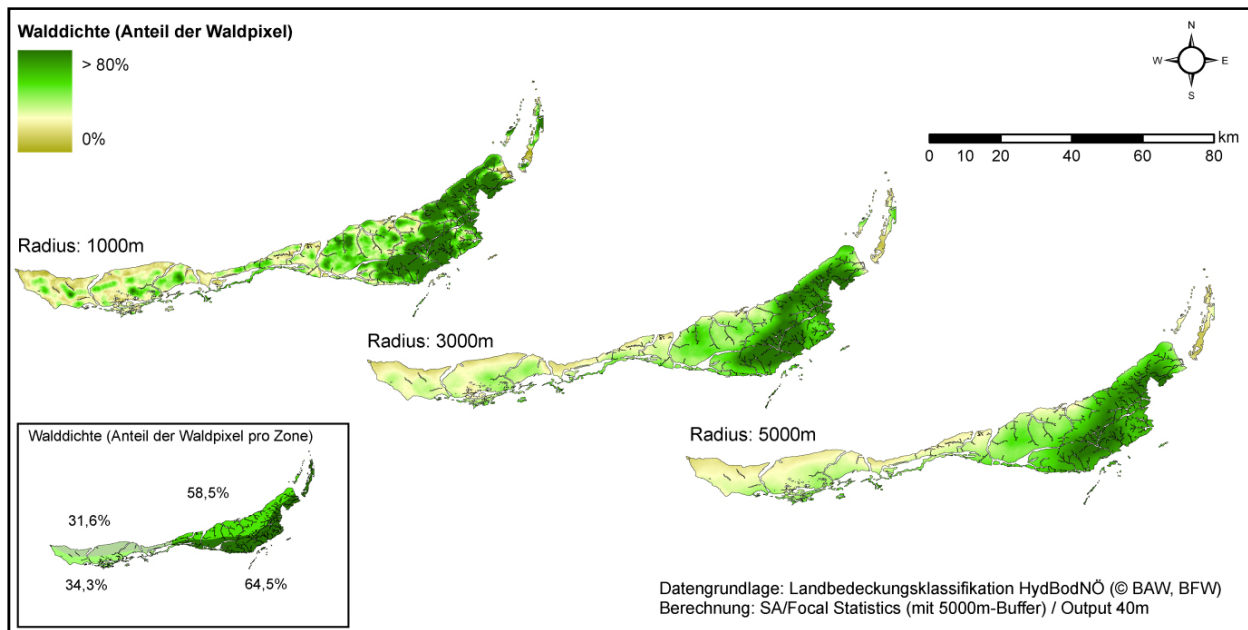 Walddichte (Anteil der Waldpixel)
> 80%
0%
N
W E
S
km
0 10 20 40 60 80
Radius: 1000m
Radius: 3000m
Radius: 5000m
Walddichte (Anteil der Waldpixel pro Zone)
58,5%
31,6%
34,3%
64,5%
Datengrundlage: Landbedeckungsklassifikation HydBodNÖ (© BAW, BFW)
Berechnung: SA/Focal Statistics (mit 5000m-Buffer) / Output 40m